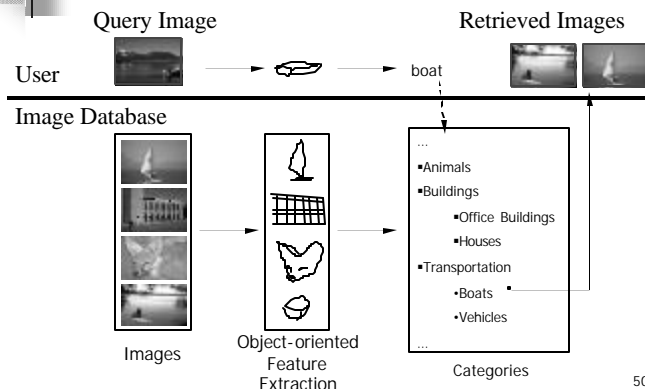 Query Image
Retrieved Images
User
boat
Image Database
...
▪Animals
▪Buildings
▪Office Buildings
▪Houses
▪Transportation
•Boats
•Vehicles
...
Images
Object-oriented
Feature
Extraction
Categories
50